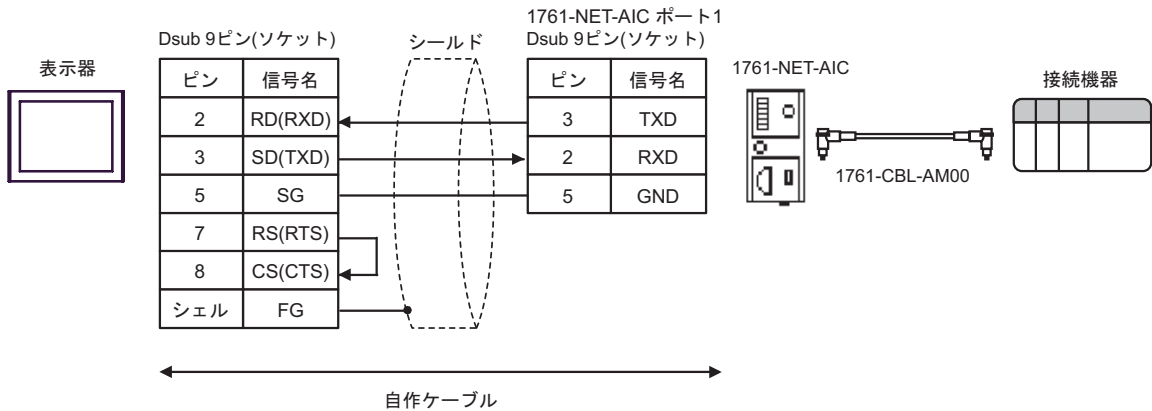 1761-NET-AIC ポート1
Dsub 9ピン(ソケット)
シールド
Dsub 9ピン(ソケット)
表示器
1761-NET-AIC
接続機器
ピン 信号名
2 RD(RXD)
3 SD(TXD)
5 SG
7 RS(RTS)
8 CS(CTS)
シェル FG
ピン 信号名
3 TXD
2 RXD
5 GND
1761-CBL-AM00
自作ケーブル